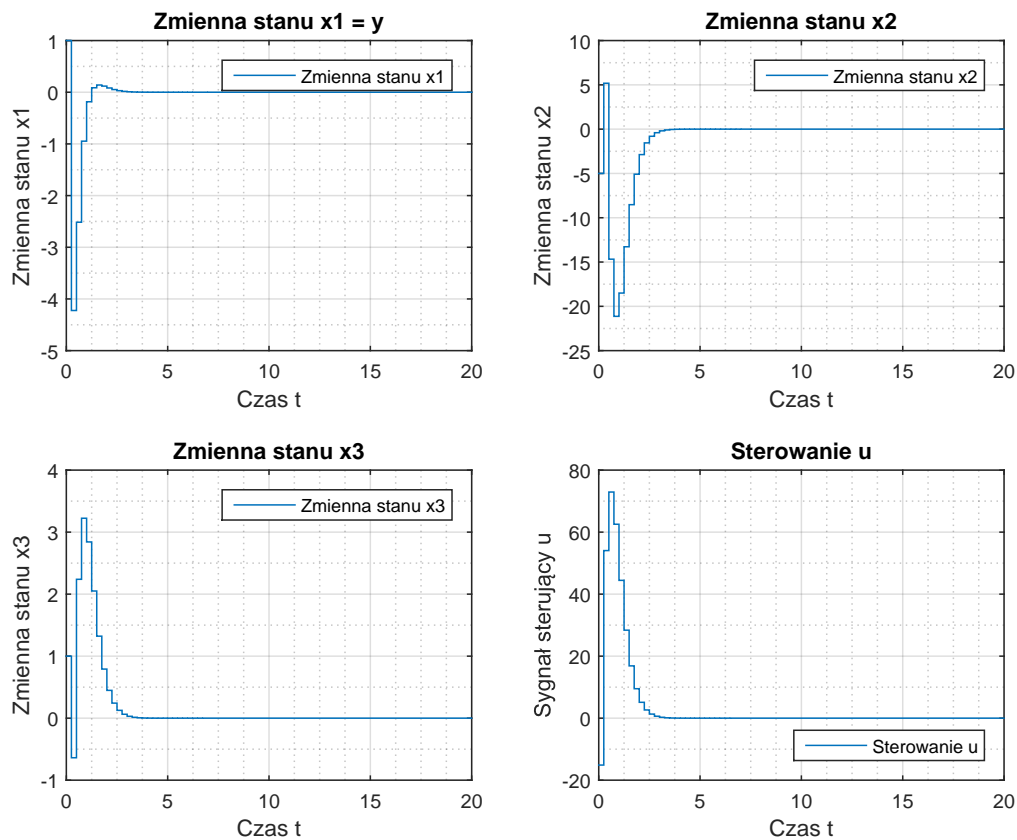 Zmienna stanu x1 = y
1
0
-1
-2
-3
-4
-5
Zmienna stanu x1
Zmienna stanu x1
0
5
10
15
20
Czas t
Zmienna stanu x2
10
5
0
-5
-10
-15
-20
-25
Zmienna stanu x2
Zmienna stanu x2
0
5
10
15
20
Czas t
Zmienna stanu x3
4
3
2
1
0
-1
Zmienna stanu x3
Zmienna stanu x3
0
5
10
15
20
Czas t
Sterowanie u
80
60
40
20
0
-20
Sygnał sterujący u
Sterowanie u
0
5
10
15
20
Czas t